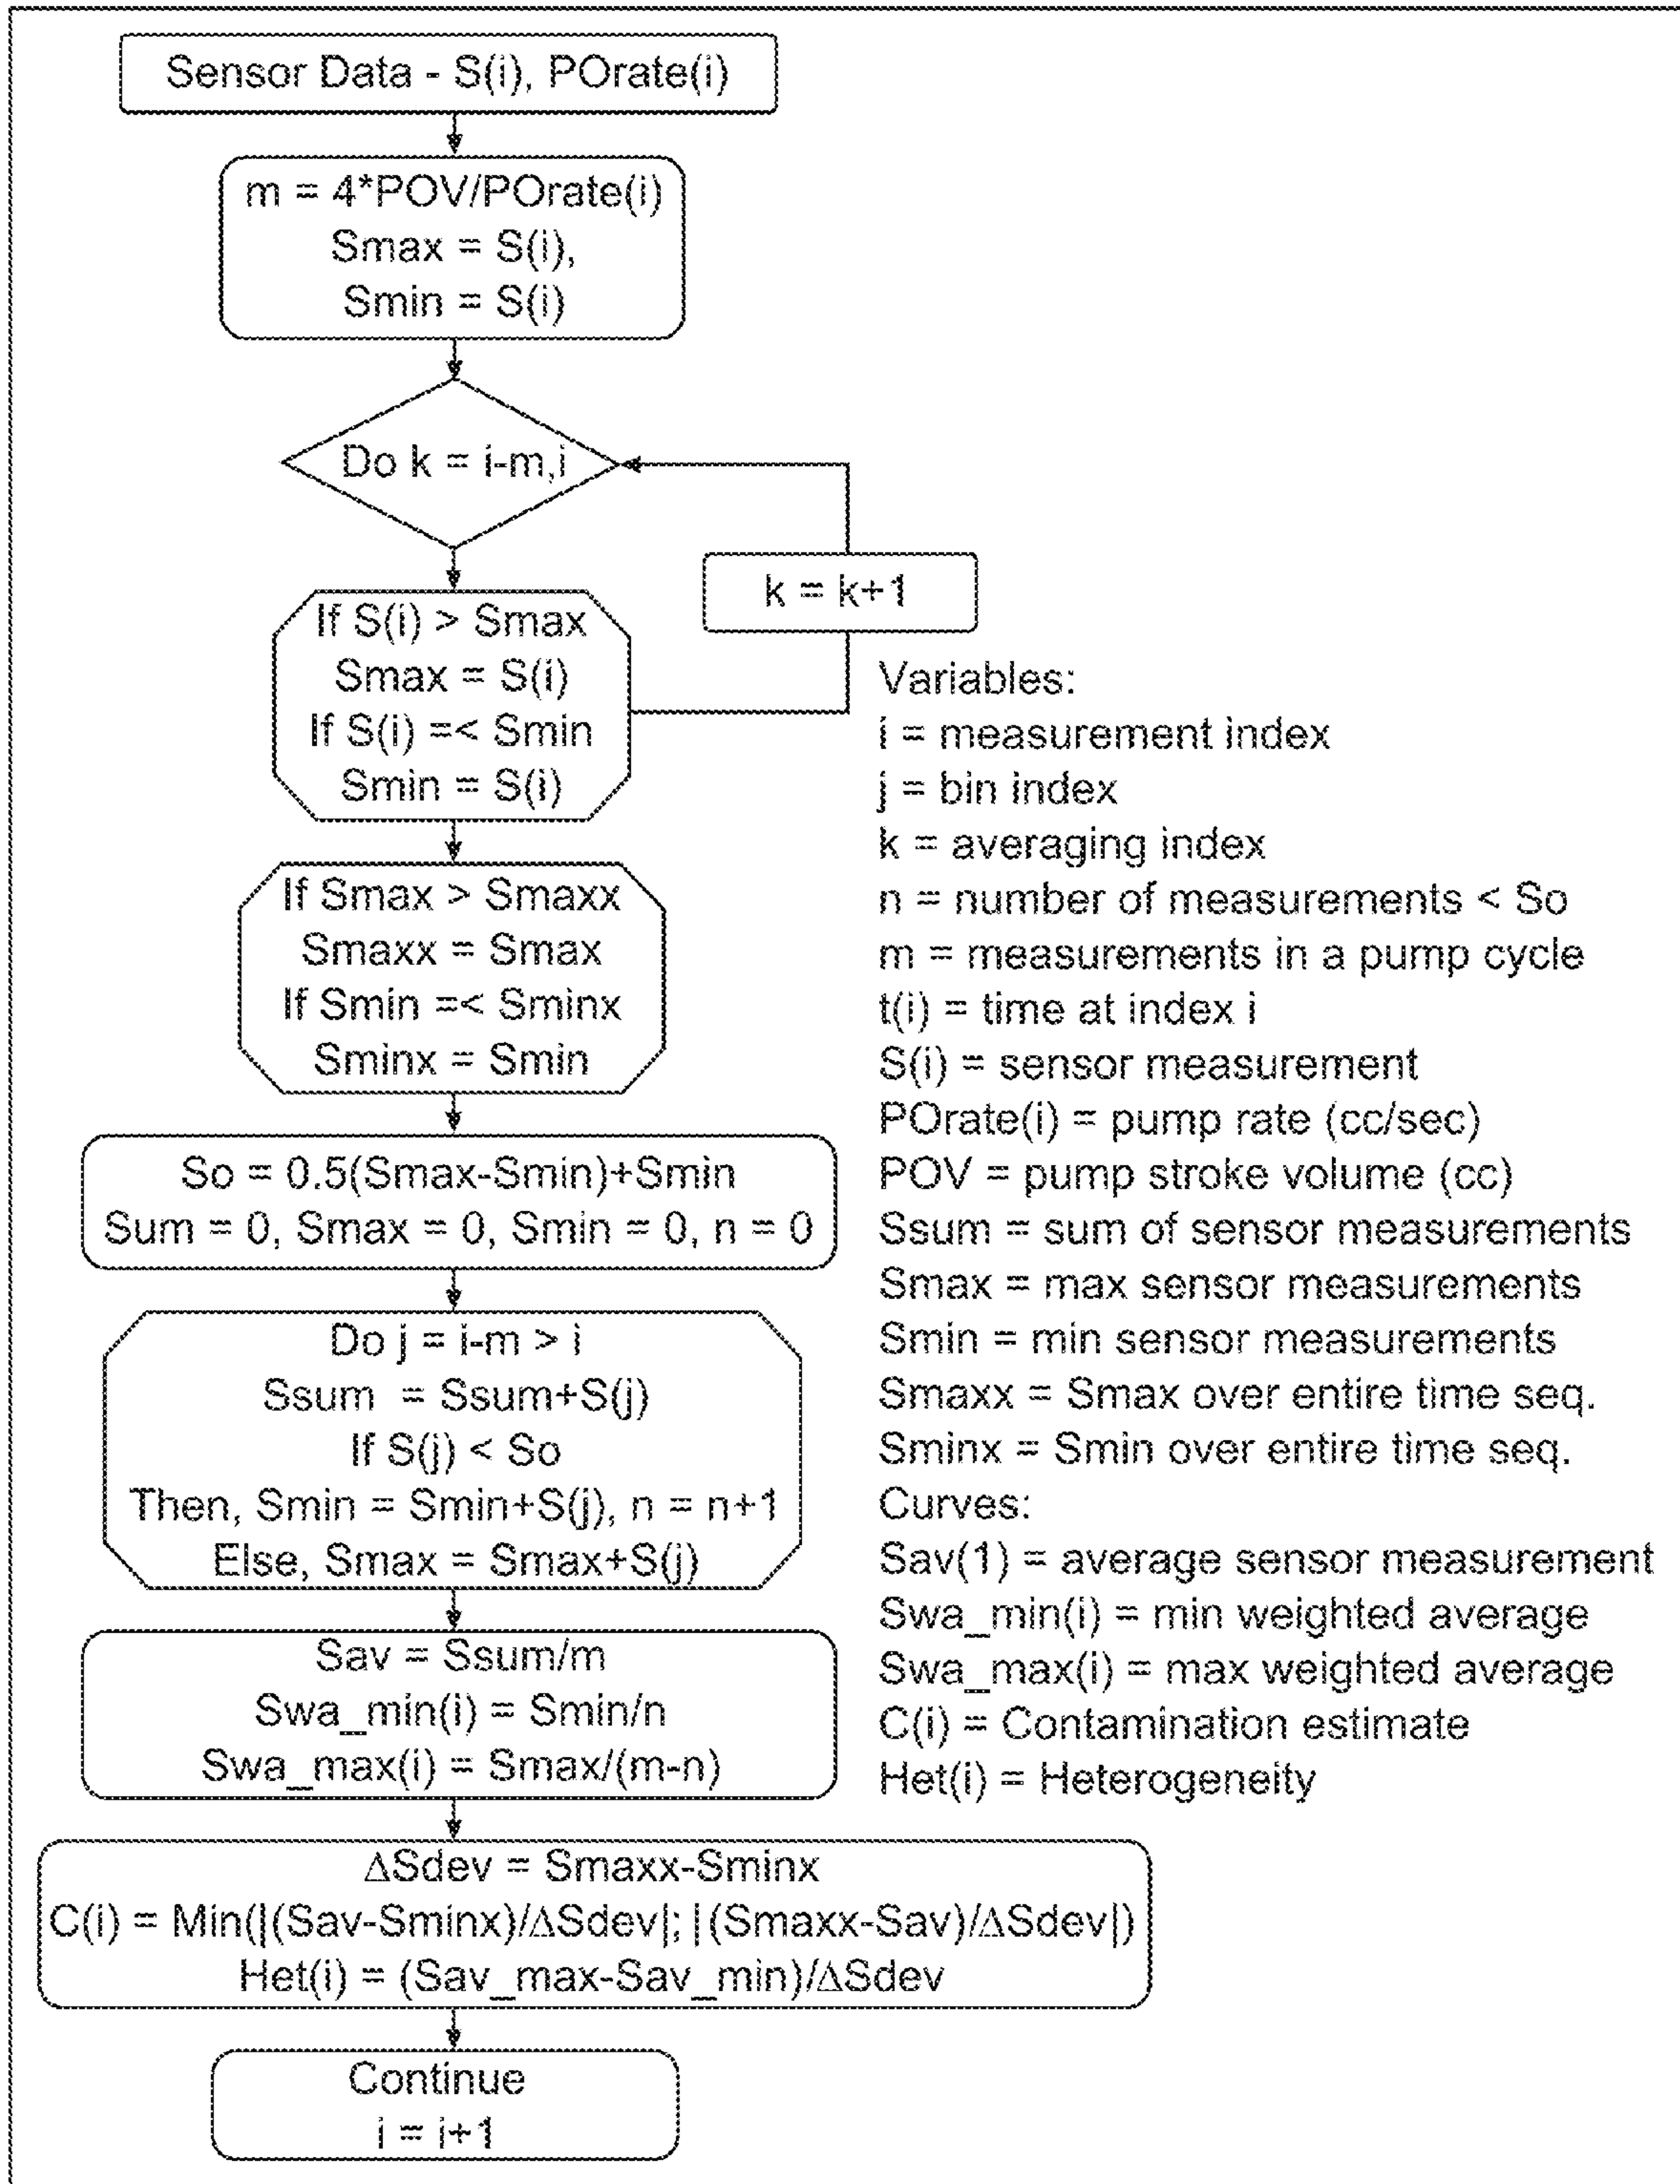 Sensor Data - S(i), POrate(i)
m = 4*POV/POrate(i)
Smax = S(i),
Smin = S(i)
Do k = i-m,i
k = k+1
If S(i) > Smax
Smax = S(i)
If S(i) =< Smin
Smin = S(i)
If Smax > Smaxx
Smaxx = Smax
If Smin =< Sminx
Sminx = Smin
So = 0.5(Smax-Smin)+Smin
Sum = 0, Smax = 0, Smin = 0, n = 0
Do j = i-m > i
Ssum = Ssum+S(j)
If S(j) < So
Then, Smin = Smin+S(j), n = n+1
Else, Smax = Smax+S(j)
Sav = Ssum/m
Swa_min(i) = Smin/n
Swa_max(i) = Smax/(m-n)
ΔSdev = Smaxx-Sminx
C(i) = Min(|(Sav-Sminx)/ΔSdev|; |(Smaxx-Sav)/ΔSdev|)
Het(i) = (Sav_max-Sav_min)/ΔSdev
Continue
i = i+1
Variables:
i = measurement index
j = bin index
k = averaging index
n = number of measurements < So
m = measurements in a pump cycle
t(i) = time at index i
S(i) = sensor measurement
POrate(i) = pump rate (cc/sec)
POV = pump stroke volume (cc)
Ssum = sum of sensor measurements
Smax = max sensor measurements
Smin = min sensor measurements
Smaxx = Smax over entire time seq.
Sminx = Smin over entire time seq.
Curves:
Sav(1) = average sensor measurement
Swa_min(i) = min weighted average
Swa_max(i) = max weighted average
C(i) = Contamination estimate
Het(i) = Heterogeneity